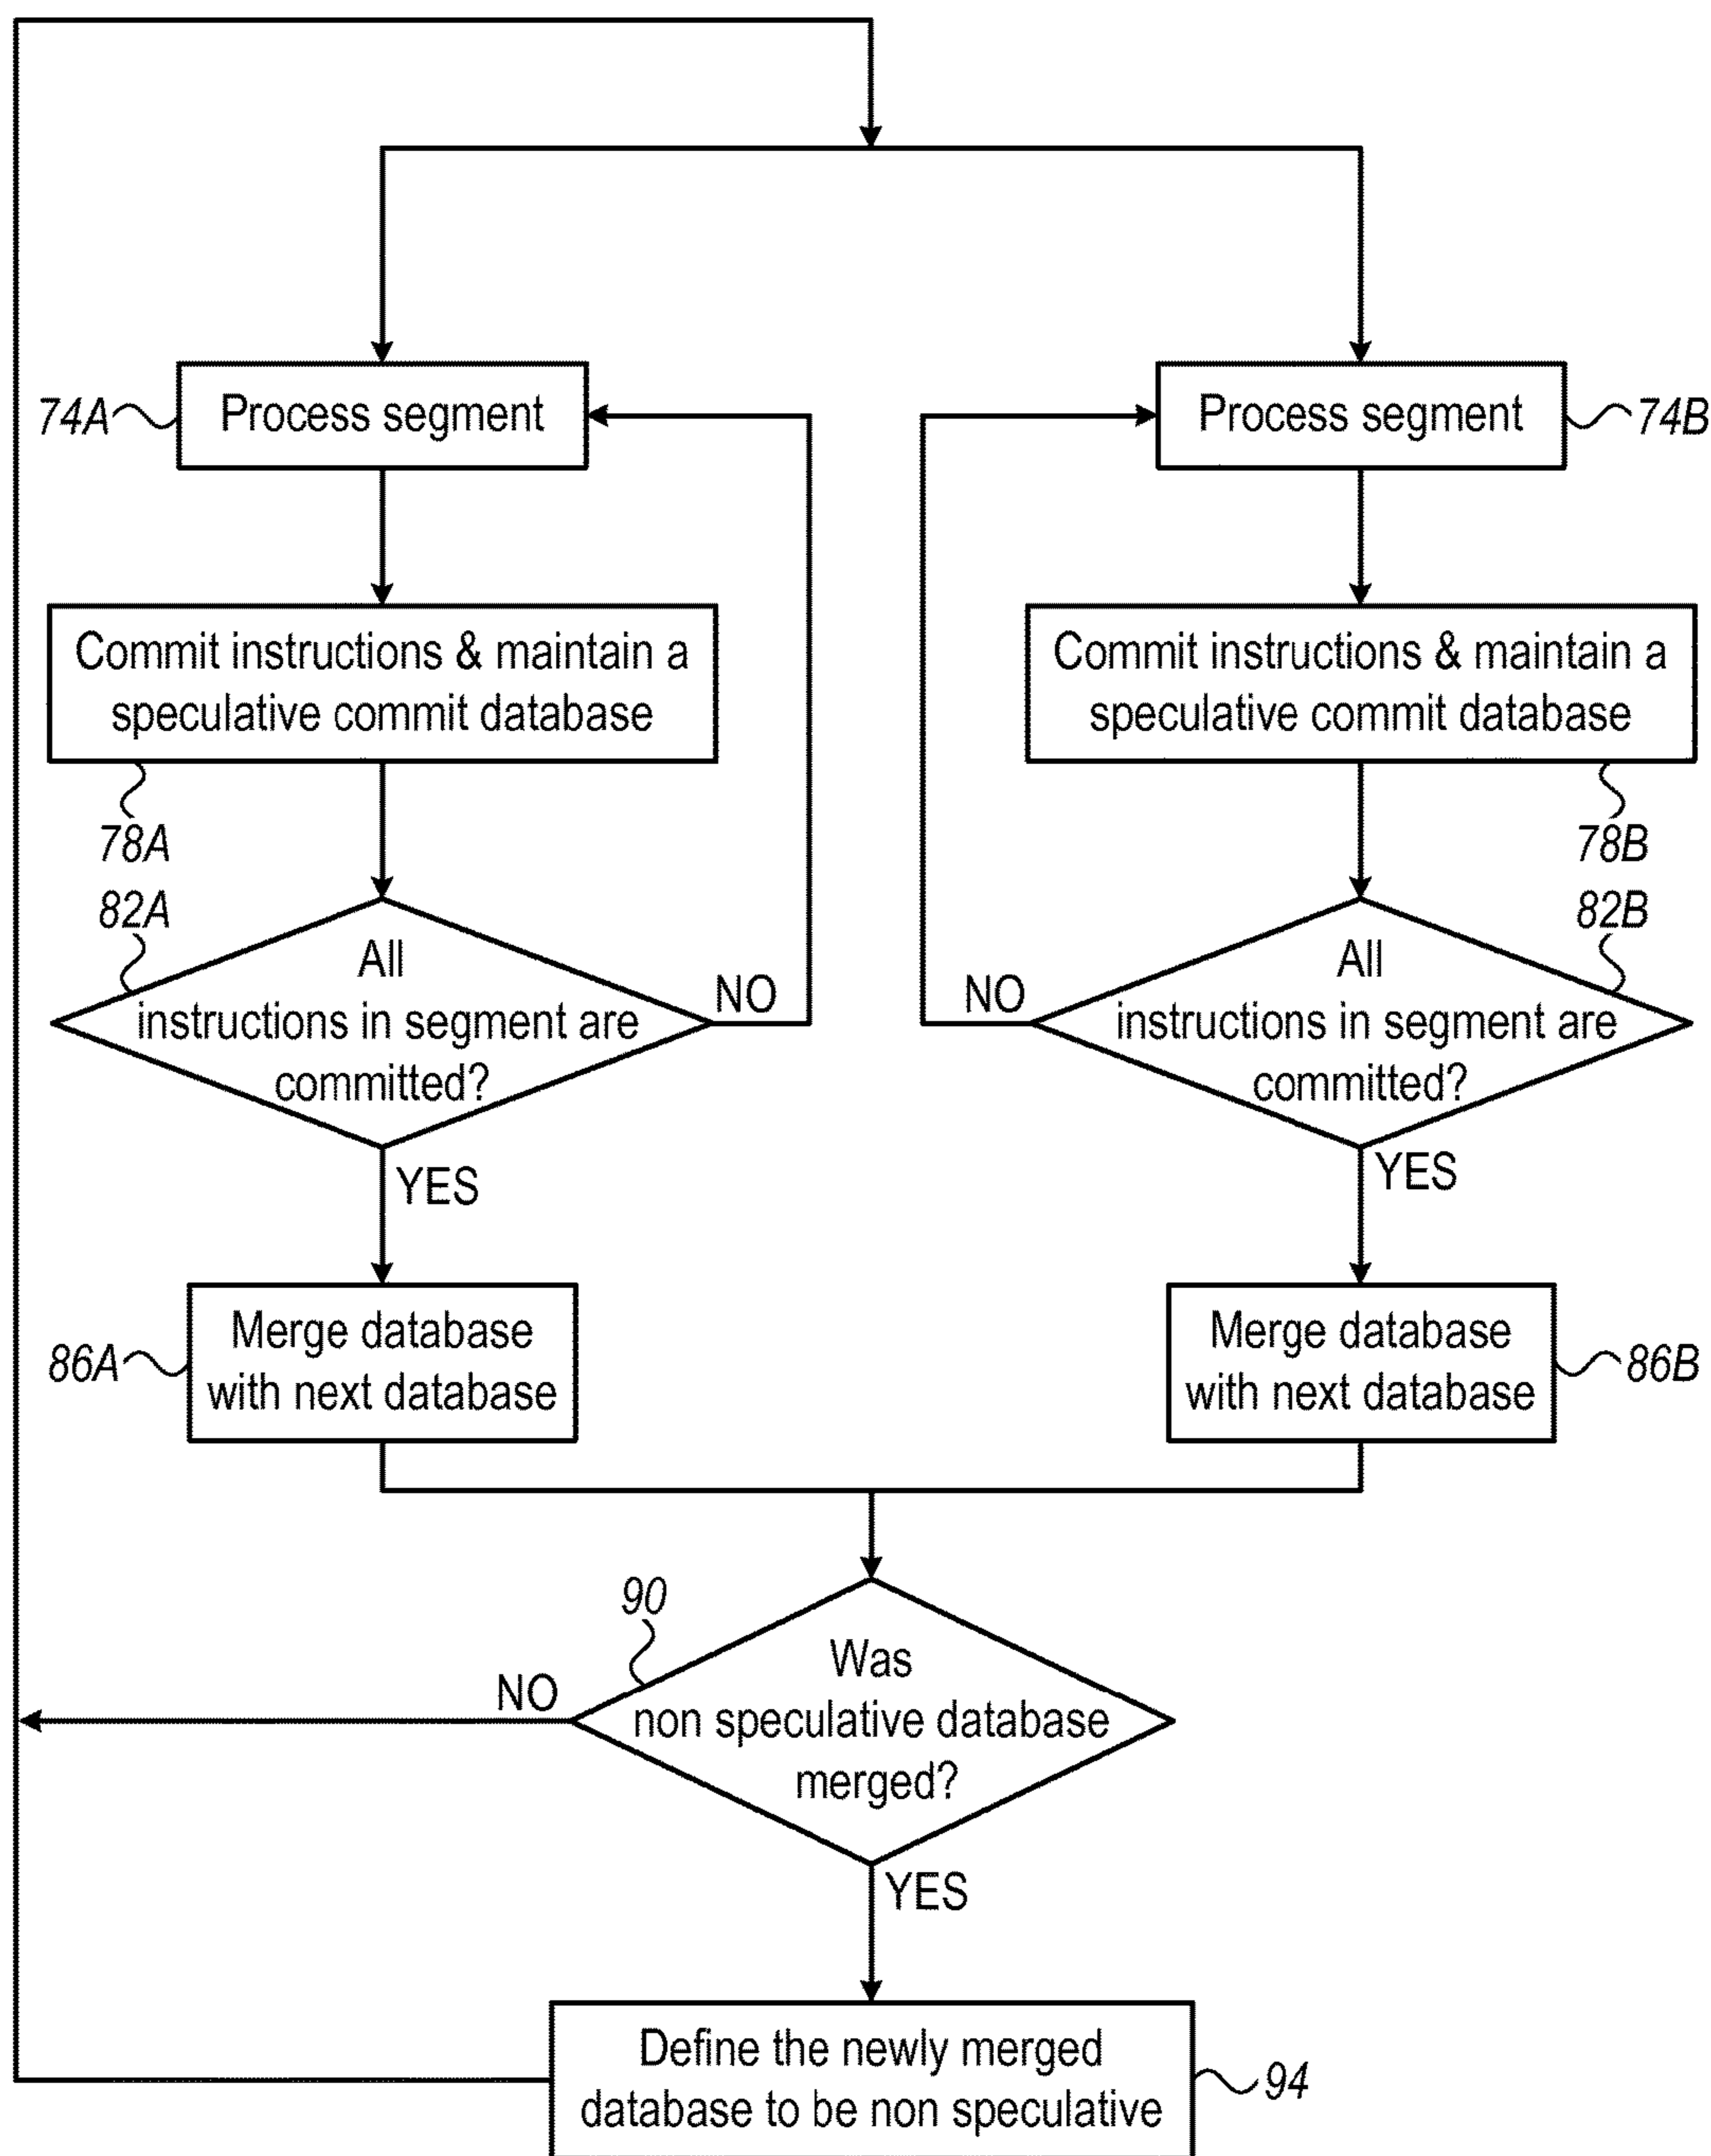 74A
Process segment
Process segment
74B
Commit instructions & maintain a
speculative commit database
Commit instructions & maintain a
speculative commit database
78A
78B
82A
82B
All
instructions in segment are
committed?
NO
NO
All
instructions in segment are
committed?
YES
YES
86A
Merge database
with next database
Merge database
with next database
86B
90
NO
Was
non speculative database
merged?
YES
Define the newly merged
database to be non speculative
94